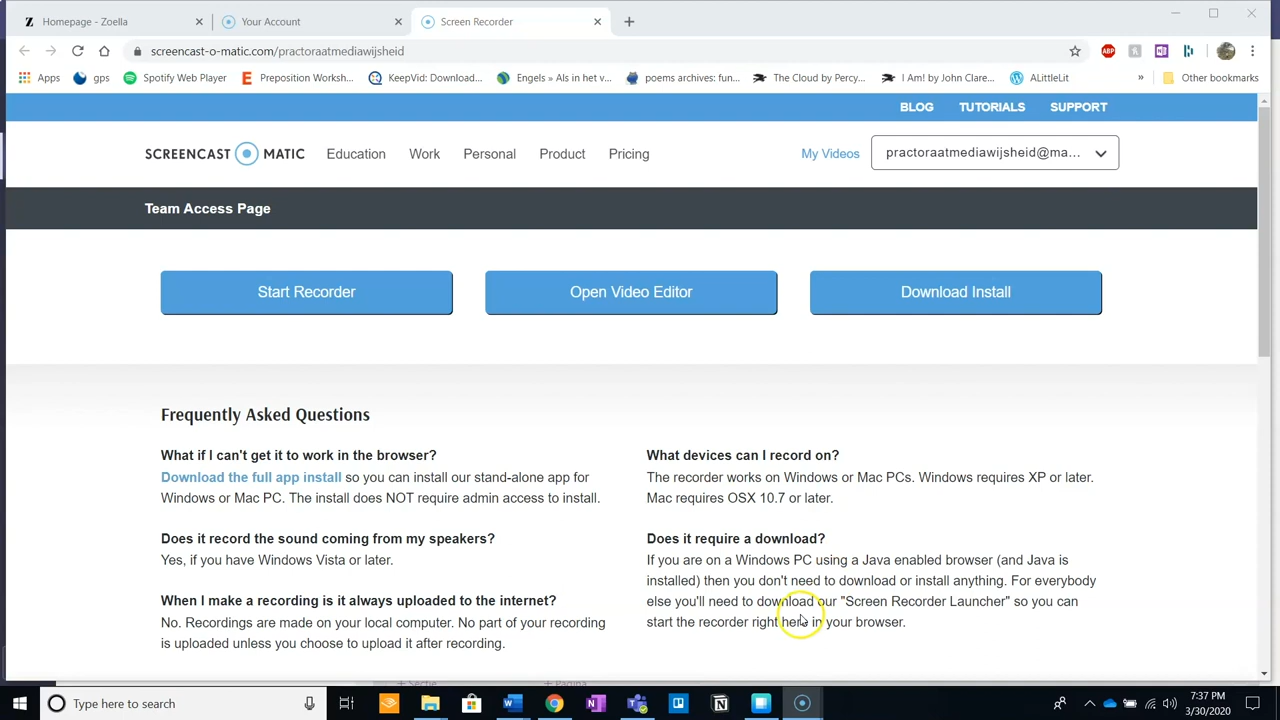 Homepage - Zoella
Your Account
Screen Recorder
screencast-o-matic.com/practoraatmediawijsheid
ABP
Apps
gps
Spotify Web Player
Preposition Worksh...
KeepVid: Download...
Engels » Als in het v...
poems archives: fun...
The Cloud by Percy...
I Am! by John Clare...
ALittleLit
»
Other bookmarks
BLOG TUTORIALS SUPPORT
SCREENCAST MATIC Education Work Personal Product Pricing My Videos practoraatmediawijsheid@ma...
Team Access Page
Start Recorder Open Video Editor Download Install
Frequently Asked Questions
What if I can't get it to work in the browser?
Download the full app install so you can install our stand-alone app for
Windows or Mac PC. The install does NOT require admin access to install.
Does it record the sound coming from my speakers?
Yes, if you have Windows Vista or later.
When I make a recording is it always uploaded to the internet?
No. Recordings are made on your local computer. No part of your recording
is uploaded unless you choose to upload it after recording.
What devices can I record on?
The recorder works on Windows or Mac PCs. Windows requires XP or later.
Mac requires OSX 10.7 or later.
Does it require a download?
If you are on a Windows PC using a Java enabled browser (and Java is
installed) then you don't need to download or install anything. For everybody
else you'll need to download our "Screen Recorder Launcher" so you can
start the recorder right here in your browser.
+ Sectie + Pagina
Type here to search
7:37 PM
3/30/2020